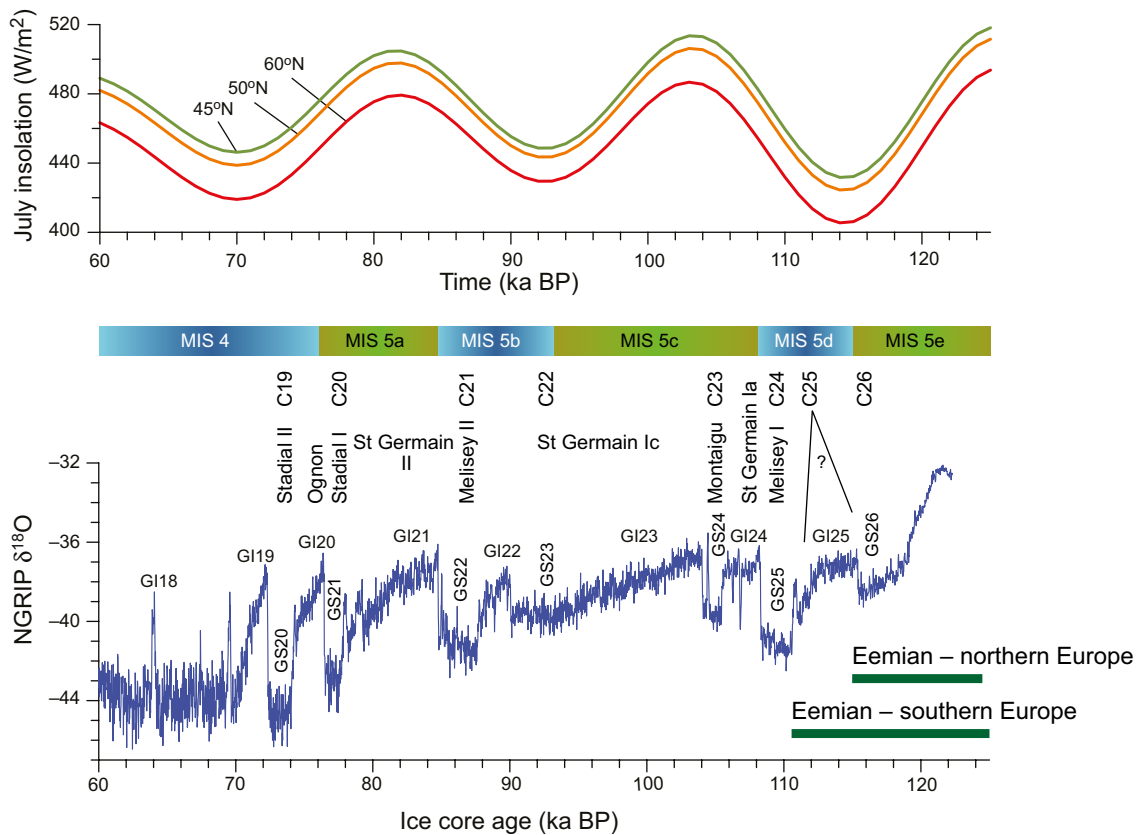 520
480
440
400
July insolation (W/m²)
45ºN
50ºN
60ºN
60 70 80 90 100 110 120
Time (ka BP)
MIS 4 MIS 5a MIS 5b MIS 5c MIS 5d MIS 5e
C19 C20 C21 C22 C23 C24 C25 C26
Stadial II
Ognon
Stadial I
St Germain
II
Melisey II
St Germain Ic
Montaigu
St Germain Ia
Melisey I
?
–32
–36
–40
–44
NGRIP δ¹⁸O
GI18
GI19
GS20
GI20
GS21
GI21
GS22
GI22
GS23
GI23
GS24
GI24
GS25
GI25
GS26
Eemian – northern Europe
Eemian – southern Europe
60 70 80 90 100 110 120
Ice core age (ka BP)